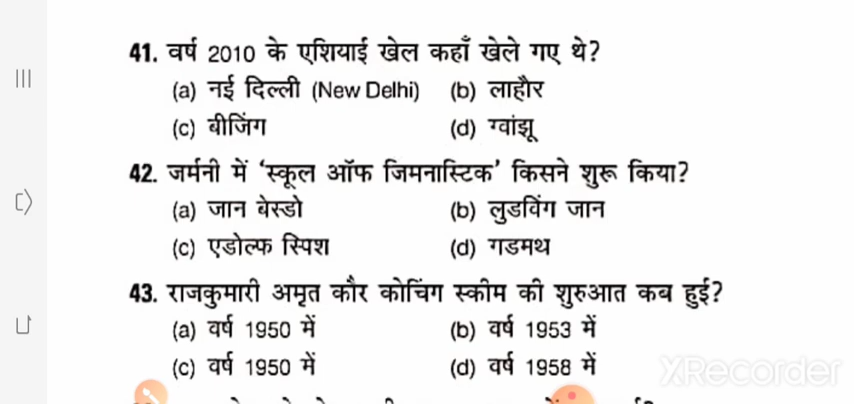 41. वर्ष 2010 के एशियाई खेल कहाँ खेले गए थे?
(a) नई दिल्ली (New Delhi) (b) लाहौर
(c) बीजिंग (d) ग्वांझू
42. जर्मनी में ‘स्कूल ऑफ जिमनास्टिक’ किसने शुरू किया?
(a) जान बेस्डो (b) लुडविंग जान
(c) एडोल्फ स्पिश (d) गडमथ
43. राजकुमारी अमृत कौर कोचिंग स्कीम की शुरुआत कब हुई?
(a) वर्ष 1950 में (b) वर्ष 1953 में
(c) वर्ष 1950 में (d) वर्ष 1958 में
XRecorder